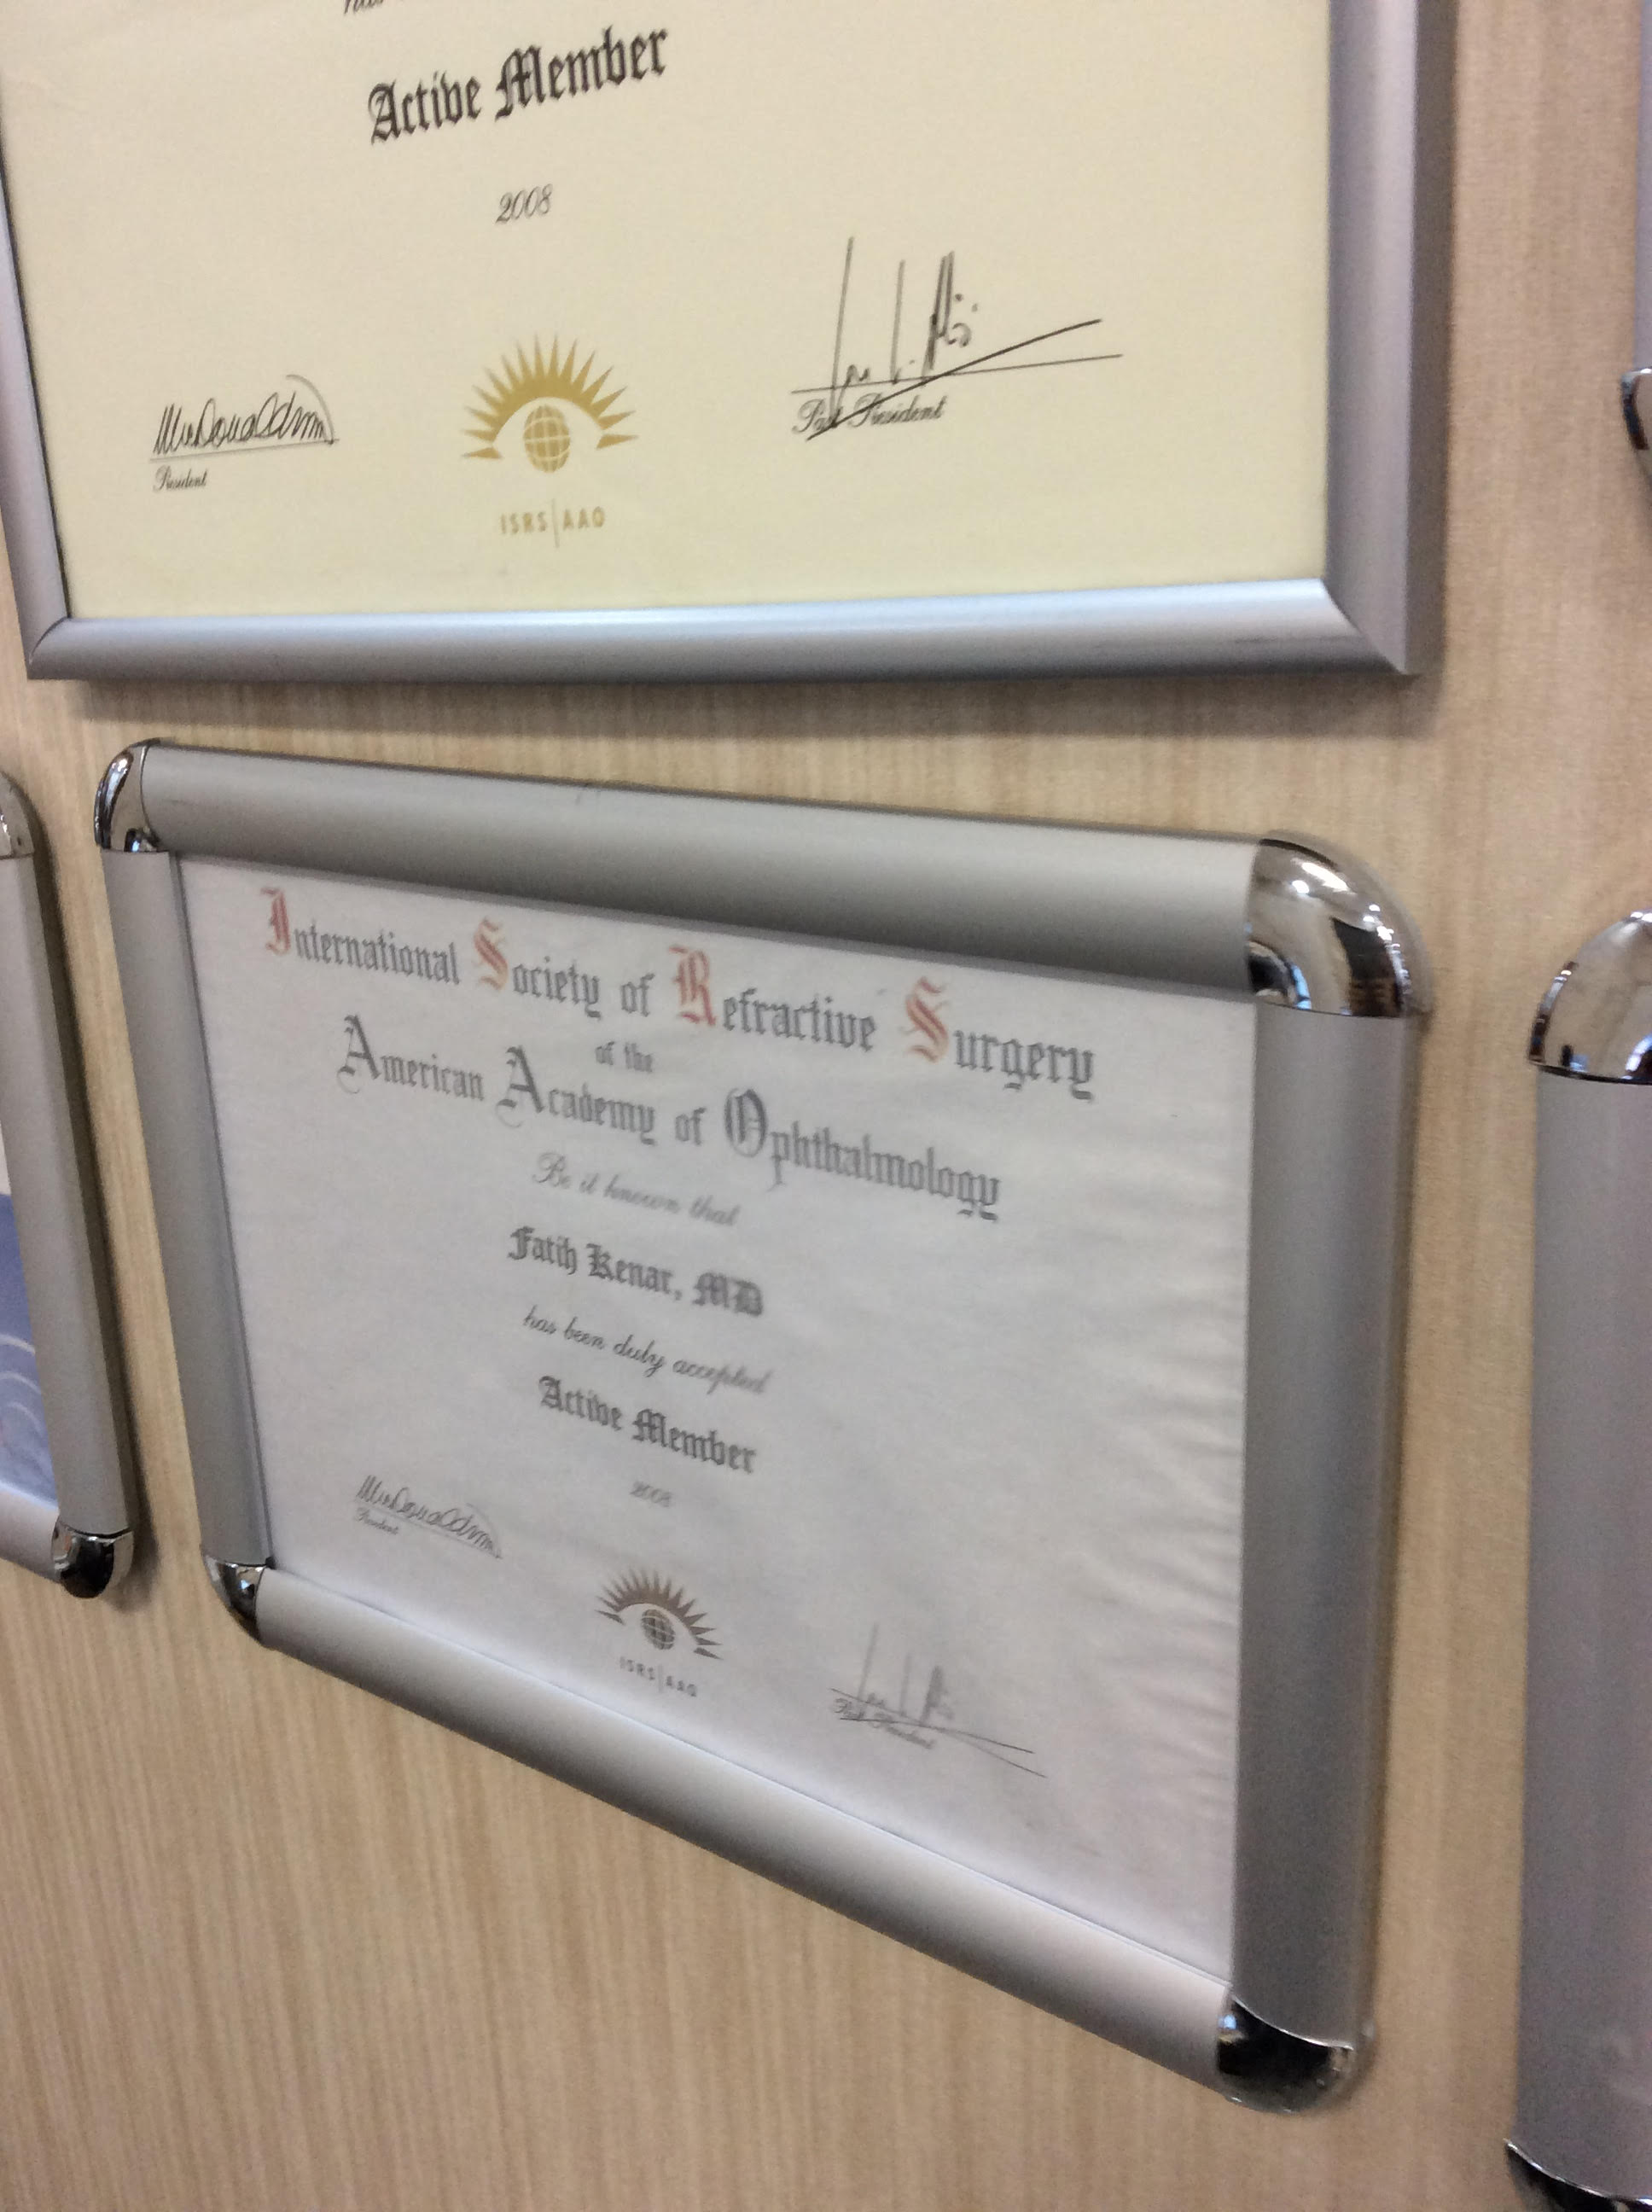 Active Member
2008
President
ISRS|AAO
Past President
International Society of Refractive Surgery
of the
American Academy of Ophthalmology
Be it known that
Fatih Kenar, MD
has been duly accepted
Active Member
2008
President
ISRS|AAO
Past President